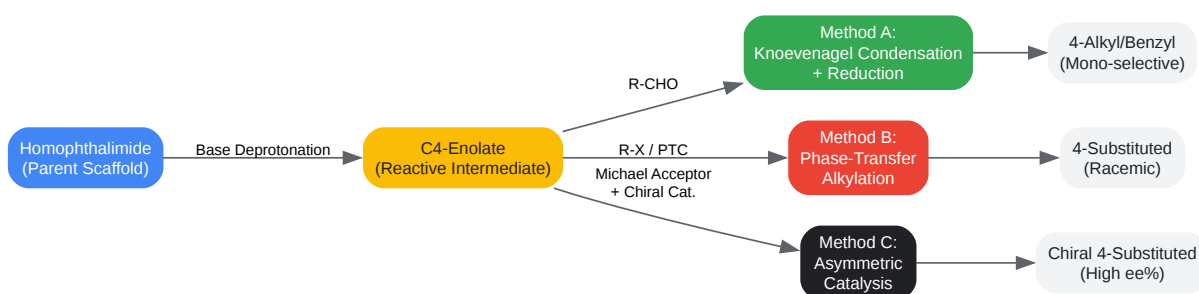 Homophthalimide
(Parent Scaffold)
Base Deprotonation
C4-Enolate
(Reactive Intermediate)
R-CHO
R-X / PTC
Michael Acceptor
+ Chiral Cat.
Method A:
Knoevenagel Condensation
+ Reduction
4-Alkyl/Benzyl
(Mono-selective)
Method B:
Phase-Transfer
Alkylation
4-Substituted
(Racemic)
Method C:
Asymmetric
Catalysis
Chiral 4-Substituted
(High ee%)